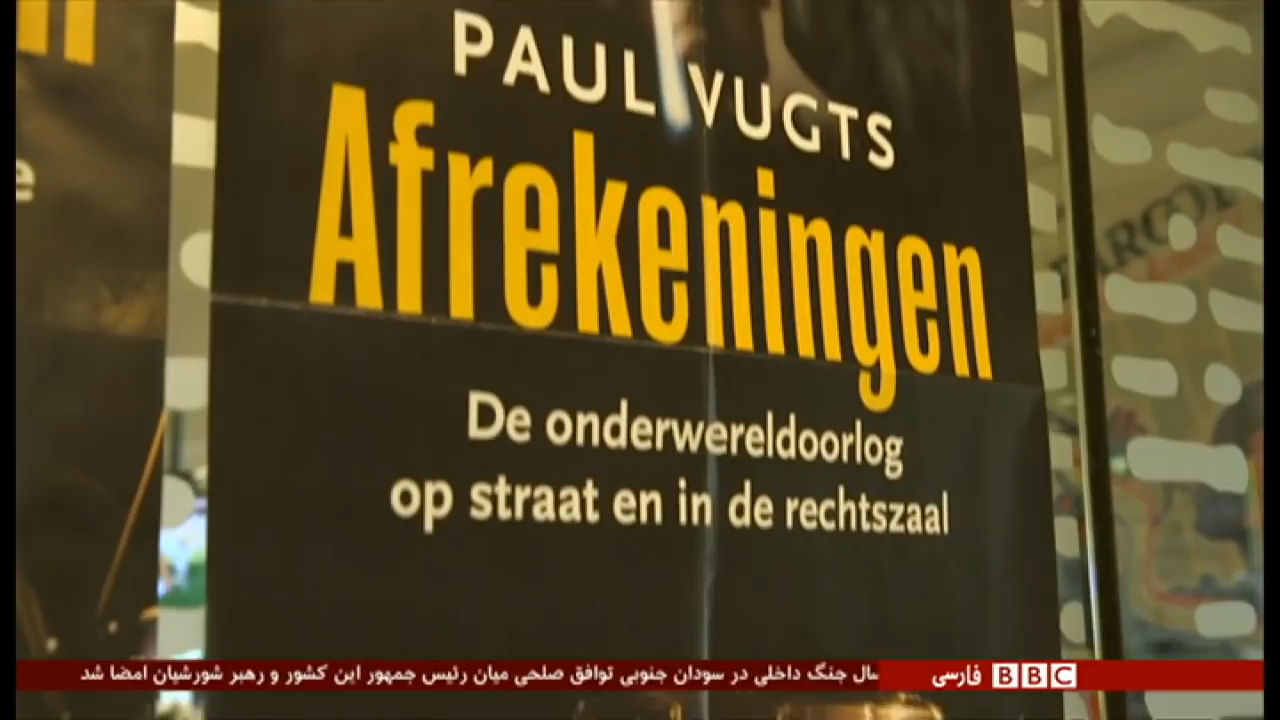 PAUL VUGTS
Afrekeningen
De onderwereldoorlog
op straat en in de rechtszaal
سال جنگ داخلی در سودان جنوبی توافق صلحی میان رئیس جمهور این کشور و رهبر شورشیان امضا شد
BBC فارسی